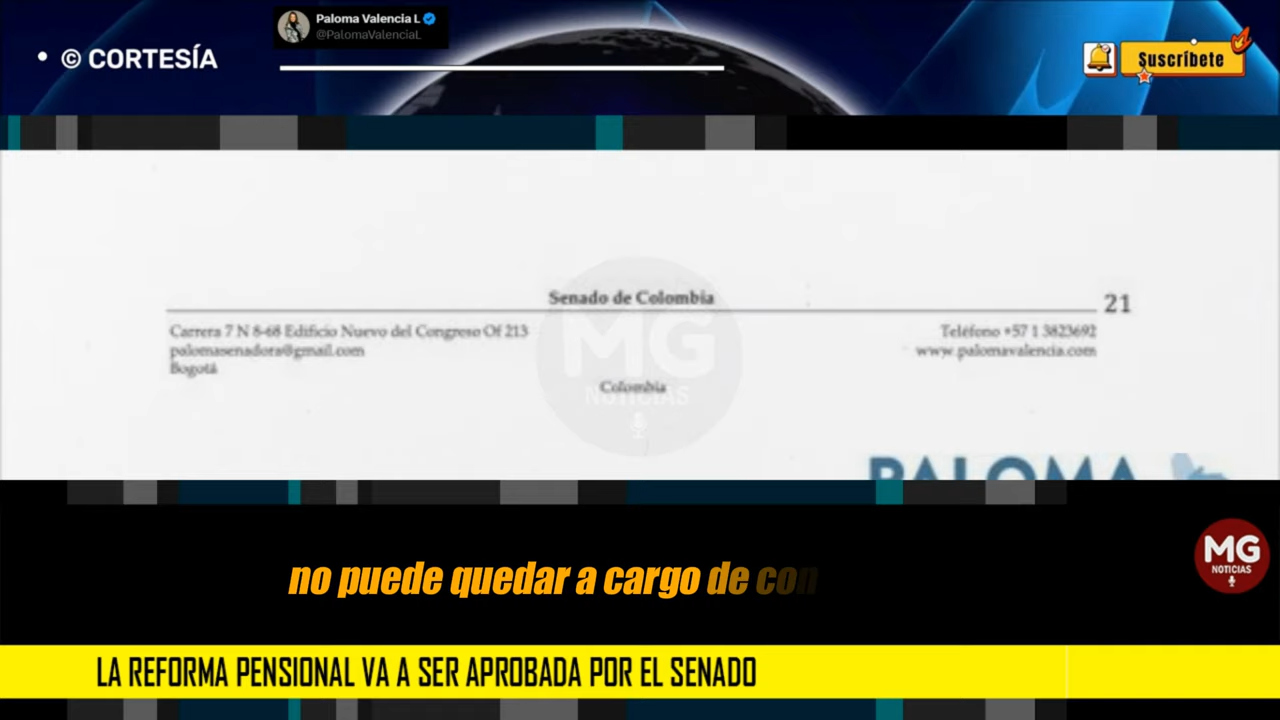 Paloma Valencia L
@PalomaValenciaL
• © CORTESÍA
Suscríbete
Senado de Colombia
21
Carrera 7 N 8-68 Edificio Nuevo del Congreso Of 213
Teléfono +57 1 3823692
palomasenadora@gmail.com
www.palomavalencia.com
Bogotá
Colombia
MG
NOTICIAS
PALOMA
no puede quedar a cargo de con
MG
NOTICIAS
LA REFORMA PENSIONAL VA A SER APROBADA POR EL SENADO